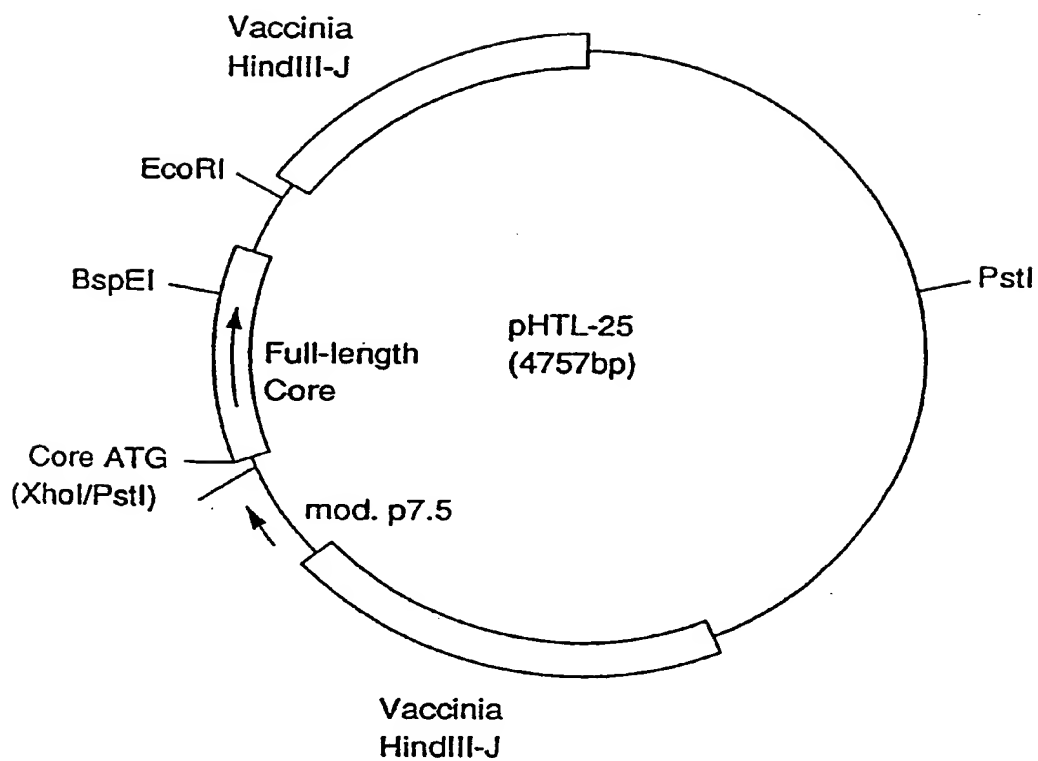 Vaccinia
HindIII-J
EcoRI
BspEI
PstI
pHTL-25
(4757bp)
Full-length
Core
Core ATG
(XhoI/PstI)
mod. p7.5
Vaccinia
HindIII-J